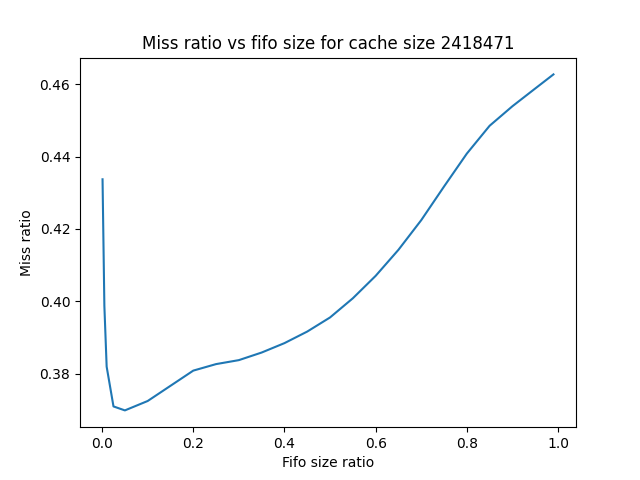 Miss ratio vs fifo size for cache size 2418471
0.46
0.44
0.42
0.40
0.38
Miss ratio
0.0 0.2 0.4 0.6 0.8 1.0
Fifo size ratio